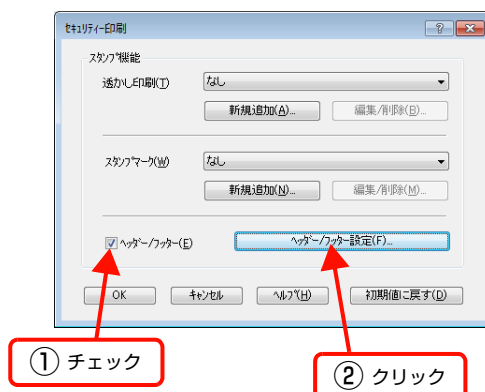 ｾｷｭﾘﾃｨｰ印刷
ｽﾀﾝﾌﾟ機能
透かし印刷(T) なし
新規追加(A)... 編集/削除(B)...
ｽﾀﾝﾌﾟﾏｰｸ(W) なし
新規追加(N)... 編集/削除(M)...
ﾍｯﾀﾞｰ/ﾌｯﾀｰ(E) ﾍｯﾀﾞｰ/ﾌｯﾀｰ設定(F)...
OK ｷｬﾝｾﾙ ﾍﾙﾌﾟ(H) 初期値に戻す(D)
① チェック
② クリック